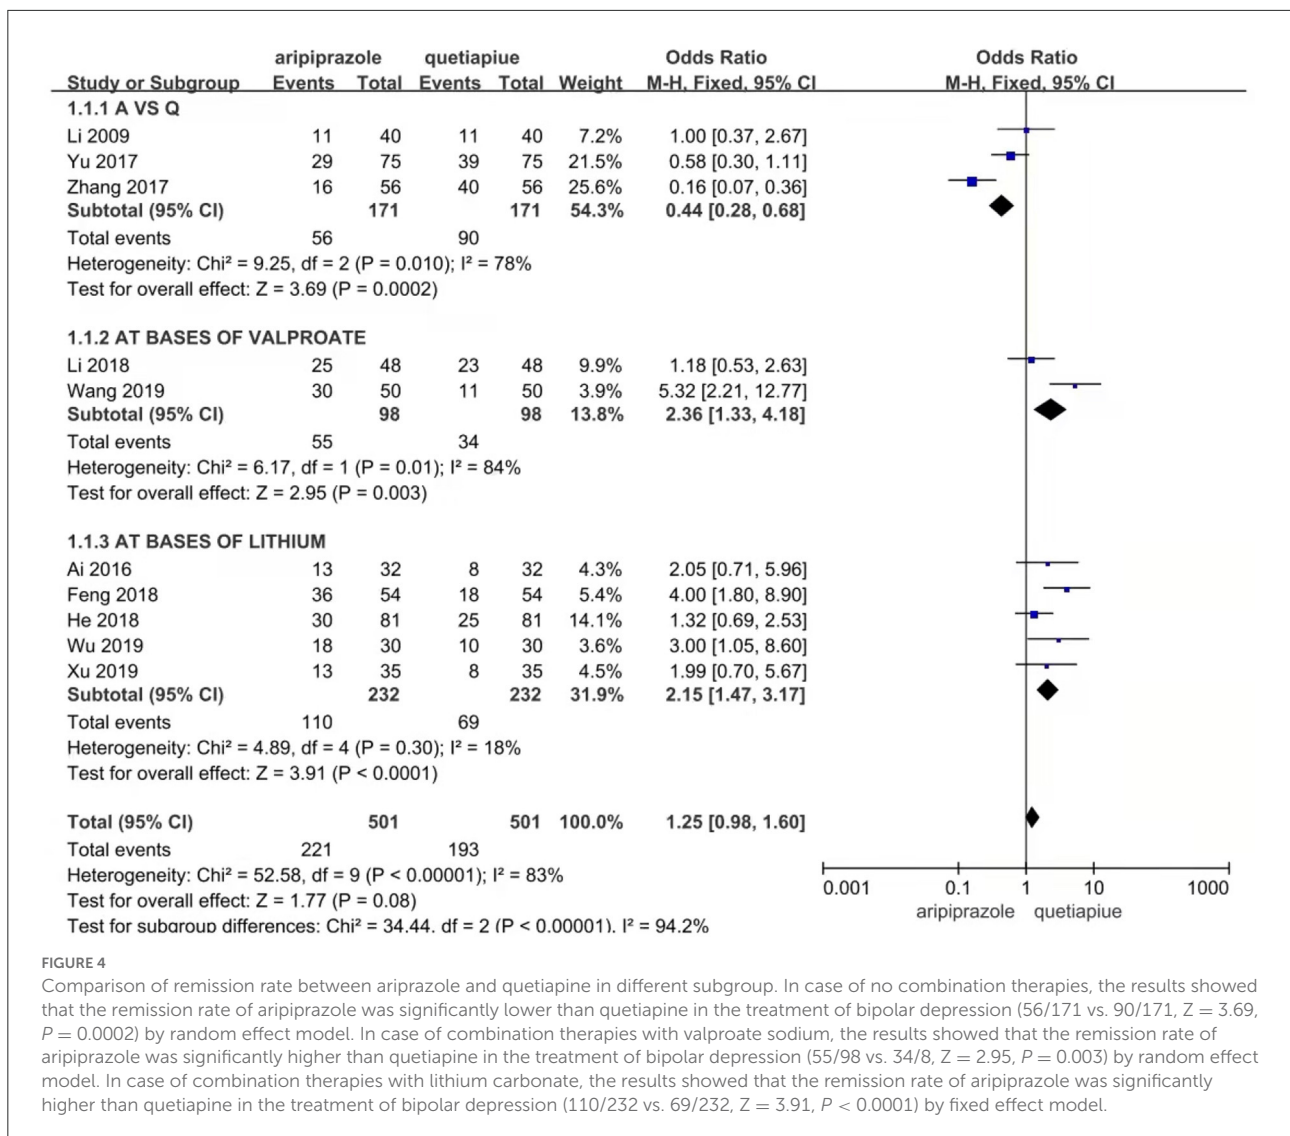 aripiprazole quetiapiue Odds Ratio Odds Ratio
Study or Subgroup Events Total Events Total Weight M-H, Fixed, 95% CI M-H, Fixed, 95% CI
1.1.1 A VS Q
Li 2009 11 40 11 40 7.2% 1.00 [0.37, 2.67]
Yu 2017 29 75 39 75 21.5% 0.58 [0.30, 1.11]
Zhang 2017 16 56 40 56 25.6% 0.16 [0.07, 0.36]
Subtotal (95% CI) 171 171 54.3% 0.44 [0.28, 0.68]
Total events 56 90
Heterogeneity: Chi² = 9.25, df = 2 (P = 0.010); I² = 78%
Test for overall effect: Z = 3.69 (P = 0.0002)
1.1.2 AT BASES OF VALPROATE
Li 2018 25 48 23 48 9.9% 1.18 [0.53, 2.63]
Wang 2019 30 50 11 50 3.9% 5.32 [2.21, 12.77]
Subtotal (95% CI) 98 98 13.8% 2.36 [1.33, 4.18]
Total events 55 34
Heterogeneity: Chi² = 6.17, df = 1 (P = 0.01); I² = 84%
Test for overall effect: Z = 2.95 (P = 0.003)
1.1.3 AT BASES OF LITHIUM
Ai 2016 13 32 8 32 4.3% 2.05 [0.71, 5.96]
Feng 2018 36 54 18 54 5.4% 4.00 [1.80, 8.90]
He 2018 30 81 25 81 14.1% 1.32 [0.69, 2.53]
Wu 2019 18 30 10 30 3.6% 3.00 [1.05, 8.60]
Xu 2019 13 35 8 35 4.5% 1.99 [0.70, 5.67]
Subtotal (95% CI) 232 232 31.9% 2.15 [1.47, 3.17]
Total events 110 69
Heterogeneity: Chi² = 4.89, df = 4 (P = 0.30); I² = 18%
Test for overall effect: Z = 3.91 (P < 0.0001)
Total (95% CI) 501 501 100.0% 1.25 [0.98, 1.60]
Total events 221 193
Heterogeneity: Chi² = 52.58, df = 9 (P < 0.00001); I² = 83%
Test for overall effect: Z = 1.77 (P = 0.08)
Test for subgroup differences: Chi² = 34.44, df = 2 (P < 0.00001), I² = 94.2%
0.001 0.1 1 10 1000
aripiprazole quetiapiue
FIGURE 4
Comparison of remission rate between ariprazole and quetiapine in different subgroup. In case of no combination therapies, the results showed
that the remission rate of aripiprazole was significantly lower than quetiapine in the treatment of bipolar depression (56/171 vs. 90/171, Z = 3.69,
P = 0.0002) by random effect model. In case of combination therapies with valproate sodium, the results showed that the remission rate of
aripiprazole was significantly higher than quetiapine in the treatment of bipolar depression (55/98 vs. 34/8, Z = 2.95, P = 0.003) by random effect
model. In case of combination therapies with lithium carbonate, the results showed that the remission rate of aripiprazole was significantly
higher than quetiapine in the treatment of bipolar depression (110/232 vs. 69/232, Z = 3.91, P < 0.0001) by fixed effect model.